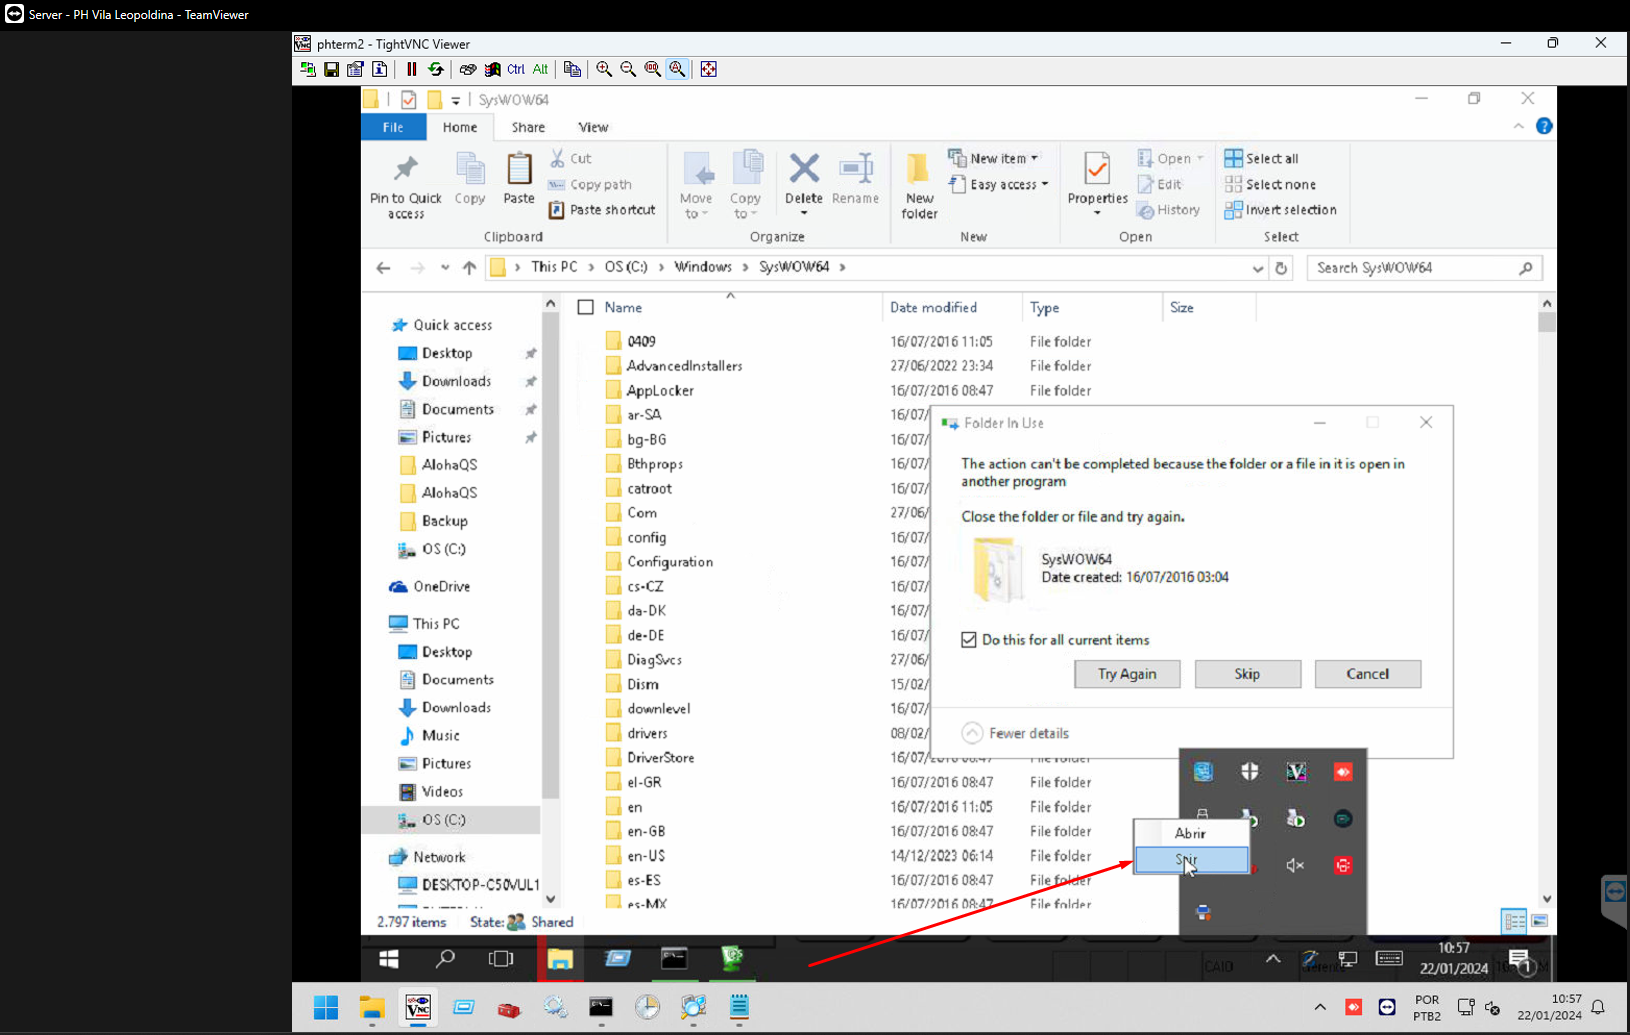 Server - PH Vila Leopoldina - TeamViewer
phterm2 - TightVNC Viewer
Ctrl Alt
SysWOW64
File Home Share View
Pin to Quick access
Copy
Paste
Cut
Copy path
Paste shortcut
Clipboard
Move to
Copy to
Delete
Rename
Organize
New folder
New item
Easy access
New
Properties
Open
Edit
History
Open
Select all
Select none
Invert selection
Select
This PC > OS (C:) > Windows > SysWOW64 >
Search SysWOW64
Quick access
Desktop
Downloads
Documents
Pictures
AlohaQS
AlohaQS
Backup
OS (C:)
OneDrive
This PC
Desktop
Documents
Downloads
Music
Pictures
Videos
OS (C:)
Network
DESKTOP-C50VUL1
Name Date modified Type Size
0409 16/07/2016 11:05 File folder
AdvancedInstallers 27/06/2022 23:34 File folder
AppLocker 16/07/2016 08:47 File folder
ar-SA 16/07/
bg-BG 16/07/
Bthprops 16/07/
catroot 16/07/
Com 27/06/
config 16/07/
Configuration 16/07/
cs-CZ 16/07/
da-DK 16/07/
de-DE 16/07/
DiagSvcs 27/06/
Dism 15/02/
downlevel 16/07/
drivers 08/02/
DriverStore 16/07/2016 08:47 File folder
el-GR 16/07/2016 08:47 File folder
en 16/07/2016 11:05 File folder
en-GB 16/07/2016 08:47 File folder
en-US 14/12/2023 06:14 File folder
es-ES 16/07/2016 08:47 File folder
es-MX 16/07/2016 08:47 File folder
Folder In Use
The action can't be completed because the folder or a file in it is open in
another program
Close the folder or file and try again.
SysWOW64
Date created: 16/07/2016 03:04
Do this for all current items
Try Again Skip Cancel
Fewer details
Abrir
Sair
2.797 items State: Shared
CAIO
10:57
22/01/2024
1
POR
PTB2
10:57
22/01/2024